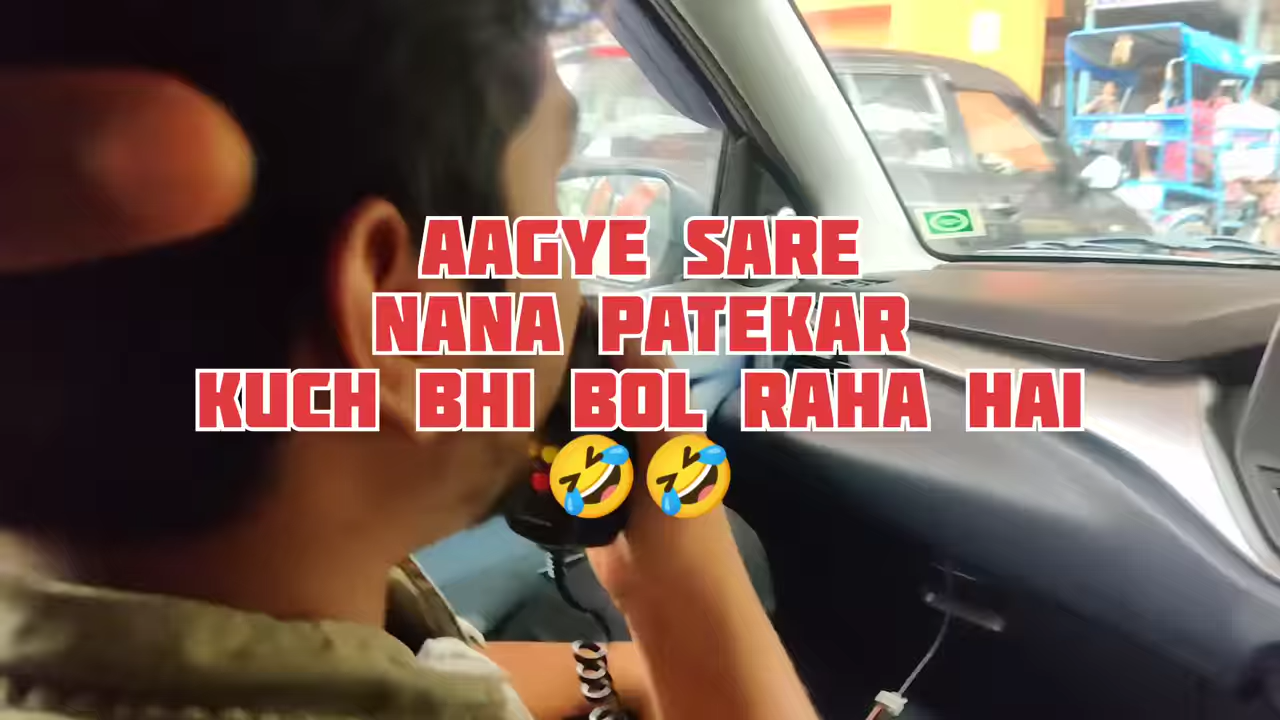 AAGYE SARE
NANA PATEKAR
KUCH BHI BOL RAHA HAI
🤣🤣